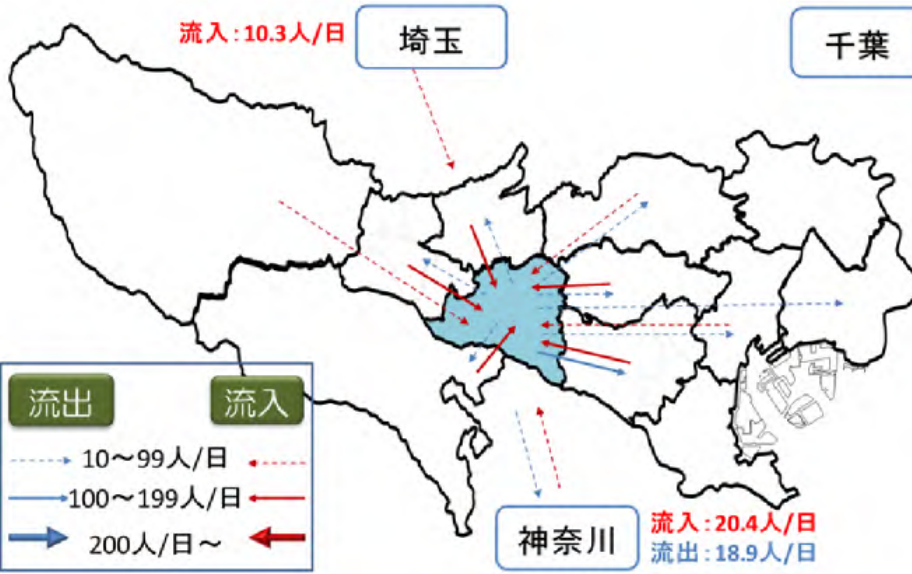 流入：10.3人/日
埼玉
千葉
流出
流入
10～99人/日
100～199人/日
200人/日～
神奈川
流入：20.4人/日
流出：18.9人/日